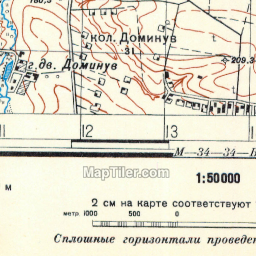 кол. Доминув
31
209,3
г. дв. Доминув
11 12 13
М—34—34—
MapTiler.com
1:50000
м
2 см на карте соответствуют
метр. 1000 500 0
Сплошные горизонтали проведе